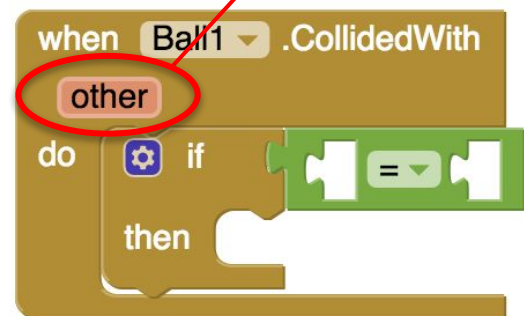 when Ball1 .CollidedWith
other
do if =
then